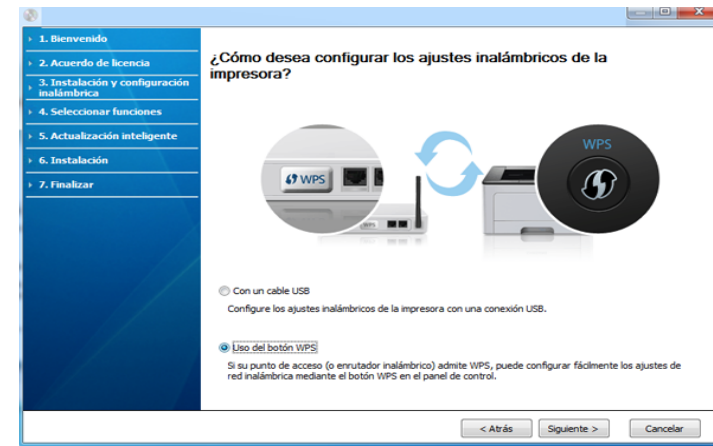 1. Bienvenido
2. Acuerdo de licencia
3. Instalación y configuración
inalámbrica
4. Seleccionar funciones
5. Actualización inteligente
6. Instalación
7. Finalizar
¿Cómo desea configurar los ajustes inalámbricos de la
impresora?
WPS
WPS
WPS
Con un cable USB
Configure los ajustes inalámbricos de la impresora con una conexión USB.
Uso del botón WPS
Si su punto de acceso (o enrutador inalámbrico) admite WPS, puede configurar fácilmente los ajustes de
red inalámbrica mediante el botón WPS en el panel de control.
< Atrás
Siguiente >
Cancelar